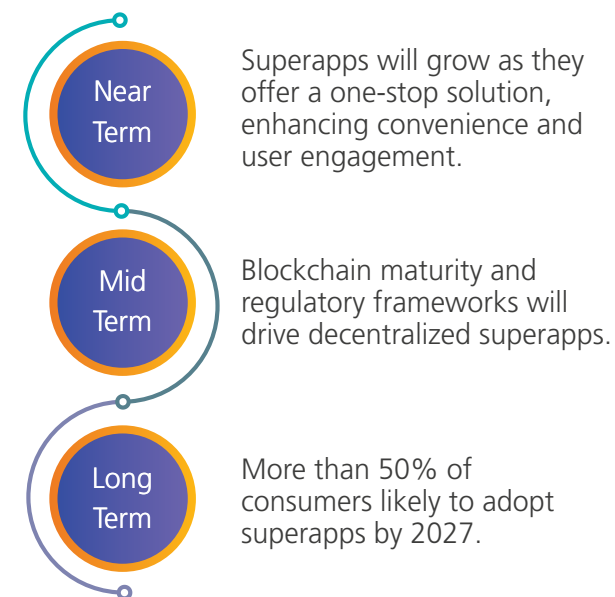 Near
Term
Superapps will grow as they
offer a one-stop solution,
enhancing convenience and
user engagement.
Mid
Term
Blockchain maturity and
regulatory frameworks will
drive decentralized superapps.
Long
Term
More than 50% of
consumers likely to adopt
superapps by 2027.